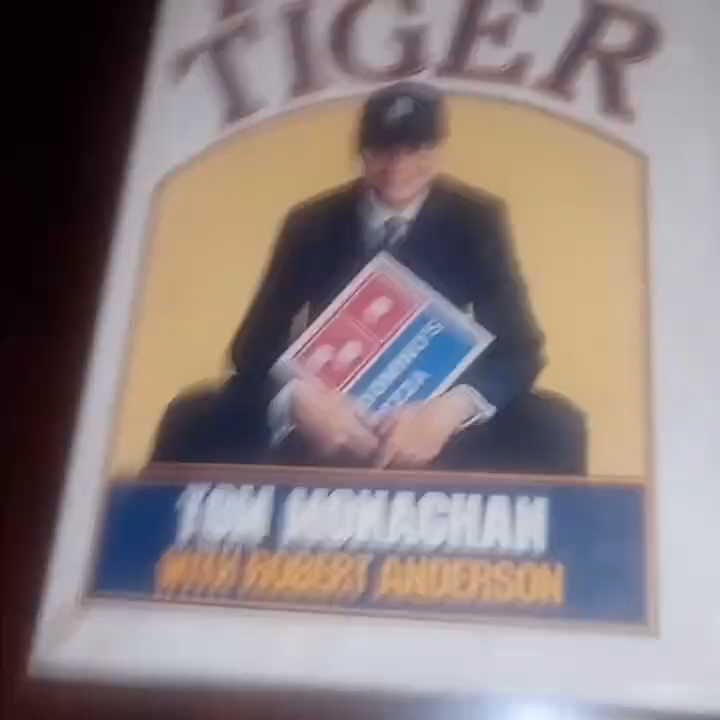 TIGER
DOMINO'S
PIZZA
TOM MONAGHAN
WITH ROBERT ANDERSON